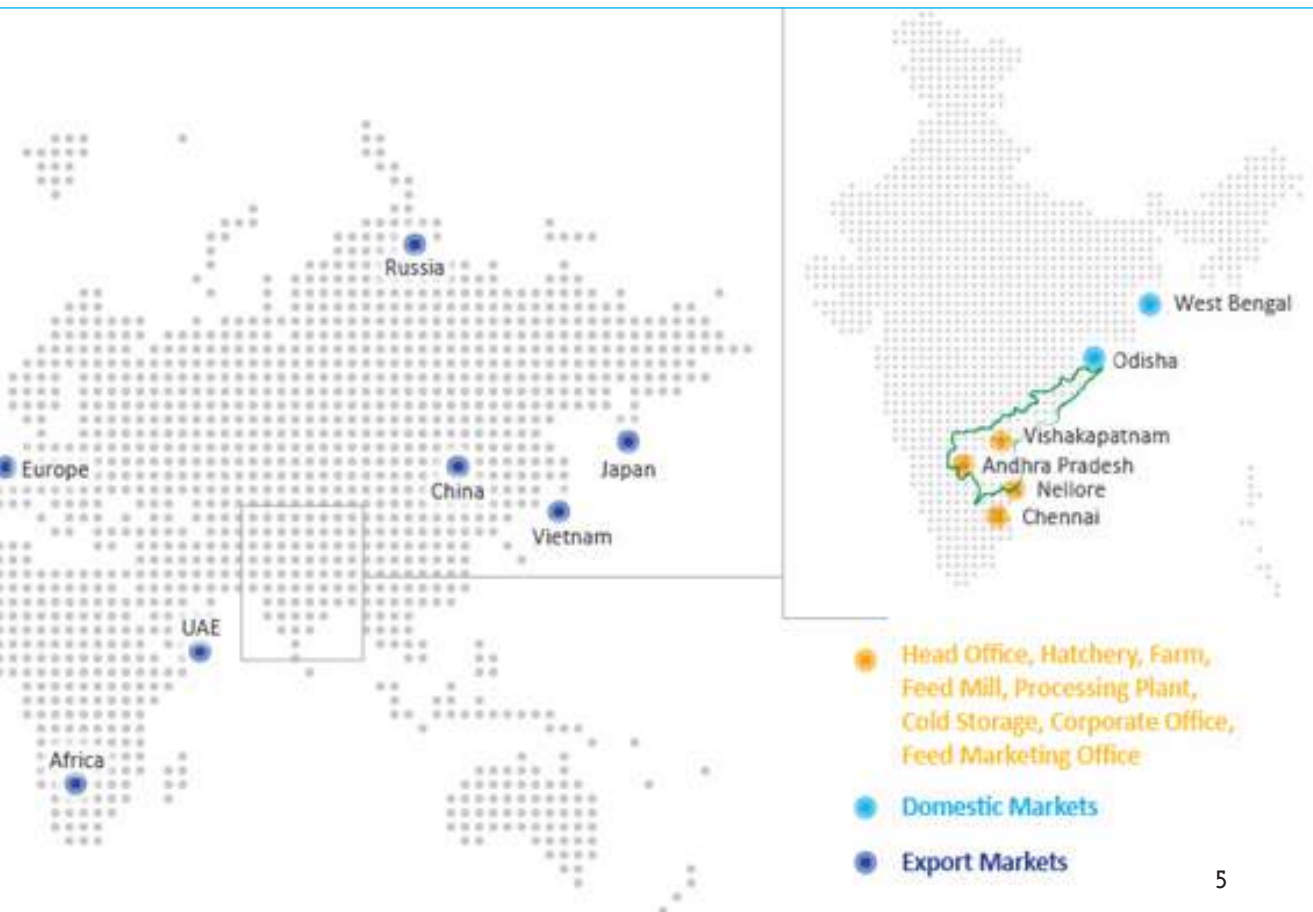 Russia
Europe
China
Japan
Vietnam
UAE
Africa
West Bengal
Odisha
Vishakapatnam
Andhra Pradesh
Nellore
Chennai
Head Office, Hatchery, Farm,
Feed Mill, Processing Plant,
Cold Storage, Corporate Office,
Feed Marketing Office
Domestic Markets
Export Markets
5